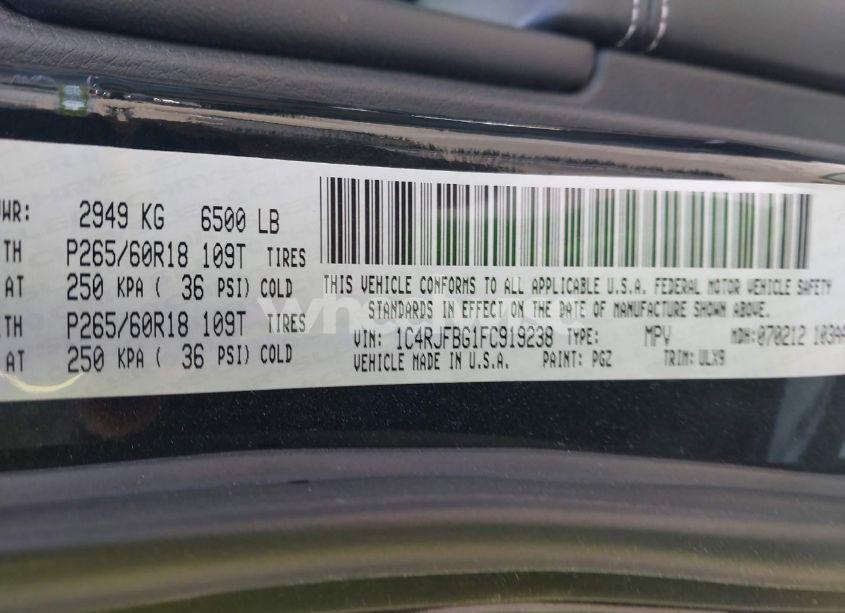 WR: 2949 KG 6500 LB
TH P265/60R18 109T TIRES
AT 250 KPA ( 36 PSI) COLD
TH P265/60R18 109T TIRES
AT 250 KPA ( 36 PSI) COLD
THIS VEHICLE CONFORMS TO ALL APPLICABLE U.S.A. FEDERAL MOTOR VEHICLE SAFETY
STANDARDS IN EFFECT ON THE DATE OF MANUFACTURE SHOWN ABOVE.
VIN: 1C4RJFBG1FC919238 TYPE: MPV MDH: 070212 103AA
VEHICLE MADE IN U.S.A. PAINT: PGZ TRIM: ULX9